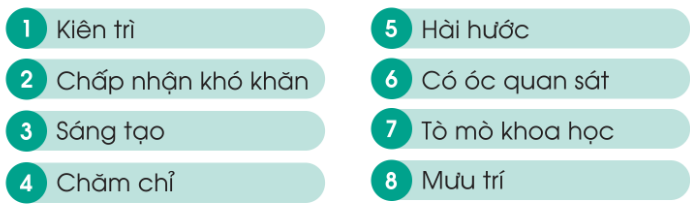 1 Kiên trì
2 Chấp nhận khó khăn
3 Sáng tạo
4 Chăm chỉ
5 Hài hước
6 Có óc quan sát
7 Tò mò khoa học
8 Mưu trí